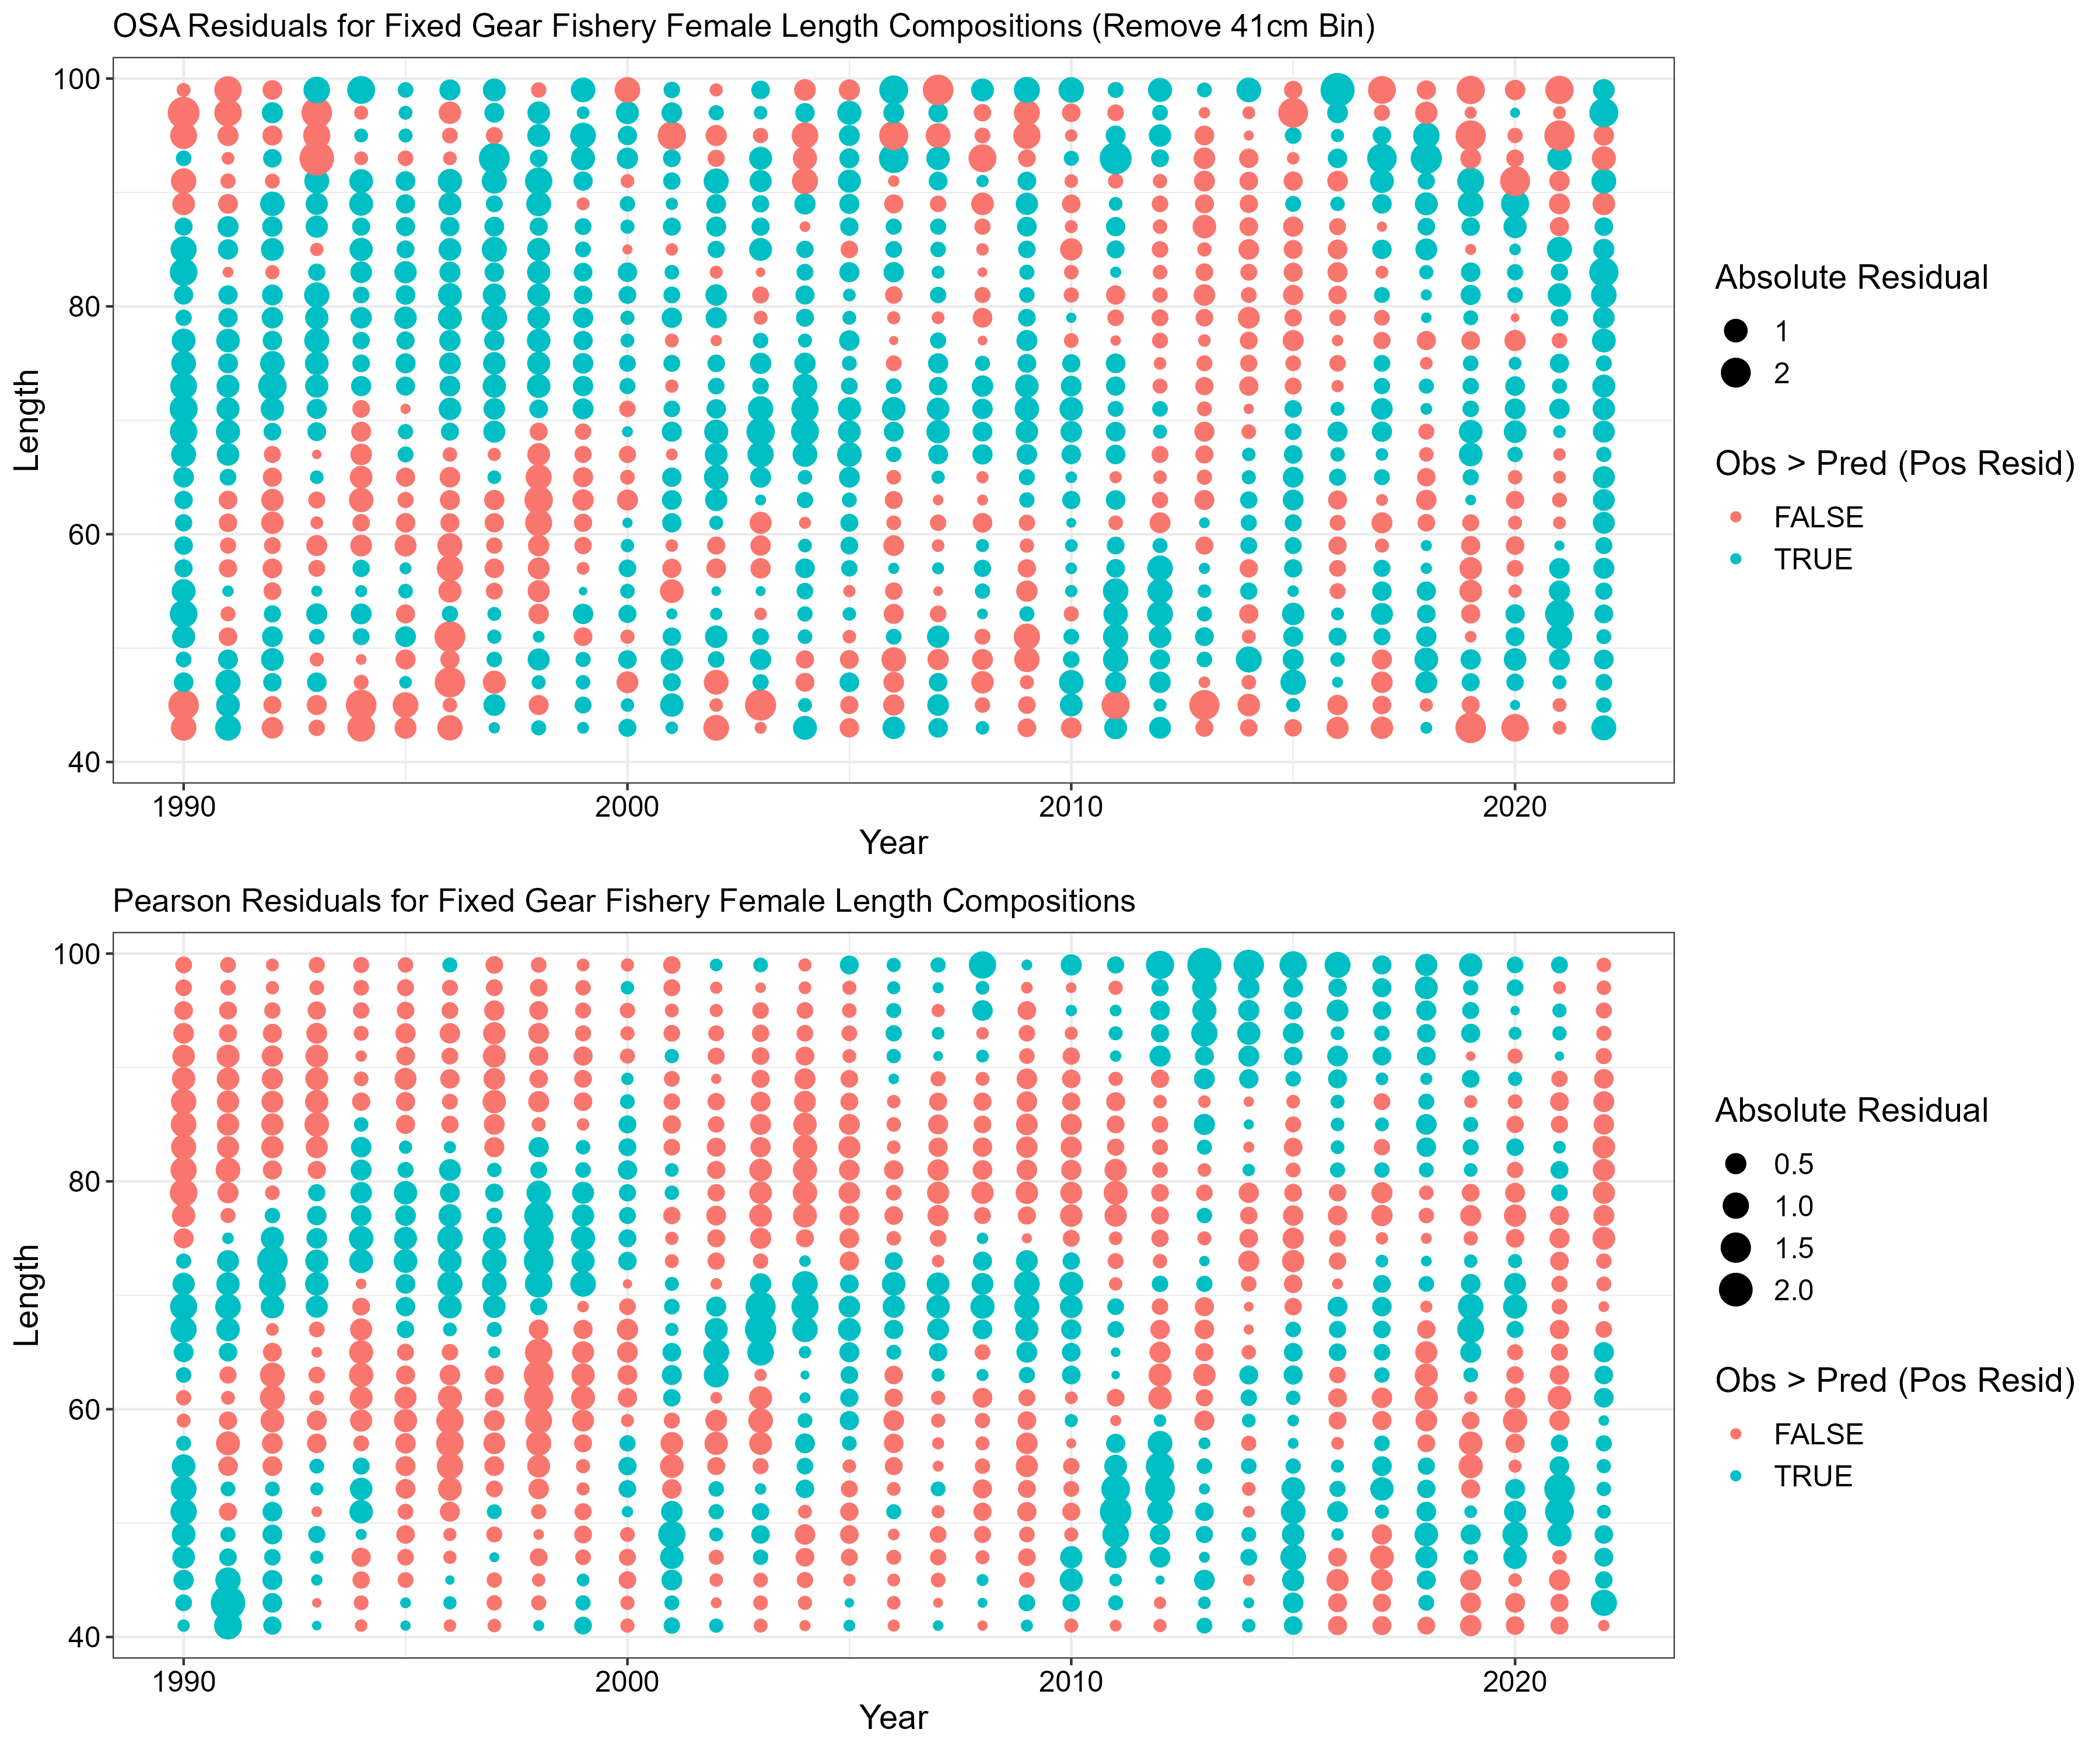 OSA Residuals for Fixed Gear Fishery Female Length Compositions (Remove 41cm Bin)
100
80
60
40
Length
1990
2000
2010
2020
Year
Absolute Residual
1
2
Obs > Pred (Pos Resid)
FALSE
TRUE
Pearson Residuals for Fixed Gear Fishery Female Length Compositions
100
80
60
40
Length
1990
2000
2010
2020
Year
Absolute Residual
0.5
1.0
1.5
2.0
Obs > Pred (Pos Resid)
FALSE
TRUE